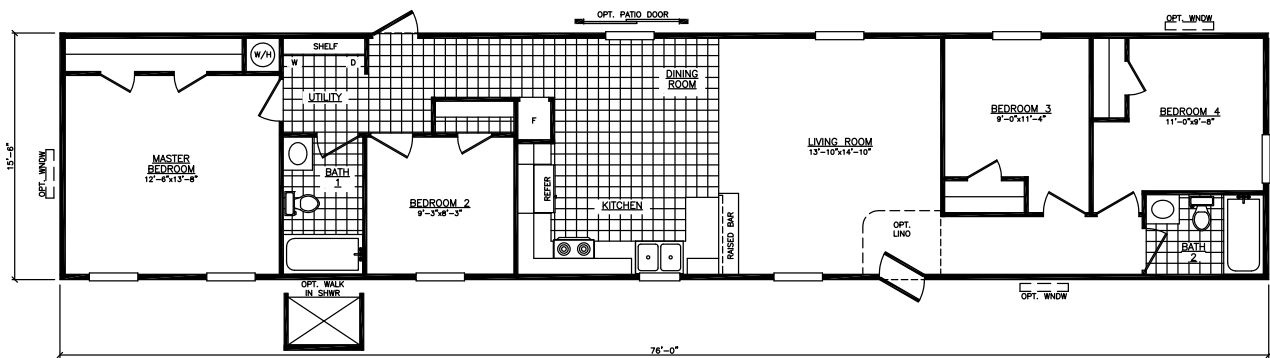 OPT. PATIO DOOR
OPT. WNDW
SHELF
W/H
W
D
UTILITY
DINING
ROOM
F
BEDROOM 3
9'-0"x11'-4"
BEDROOM 4
11'-0"x9'-8"
15'-6"
OPT. WNDW
MASTER
BEDROOM
12'-6"x13'-8"
BATH
1
BEDROOM 2
9'-3"x8'-3"
REFER
KITCHEN
RAISED BAR
LIVING ROOM
13'-10"x14'-10"
OPT.
LINO
BATH
2
OPT. WALK
IN SHWR
OPT. WNDW
76'-0"